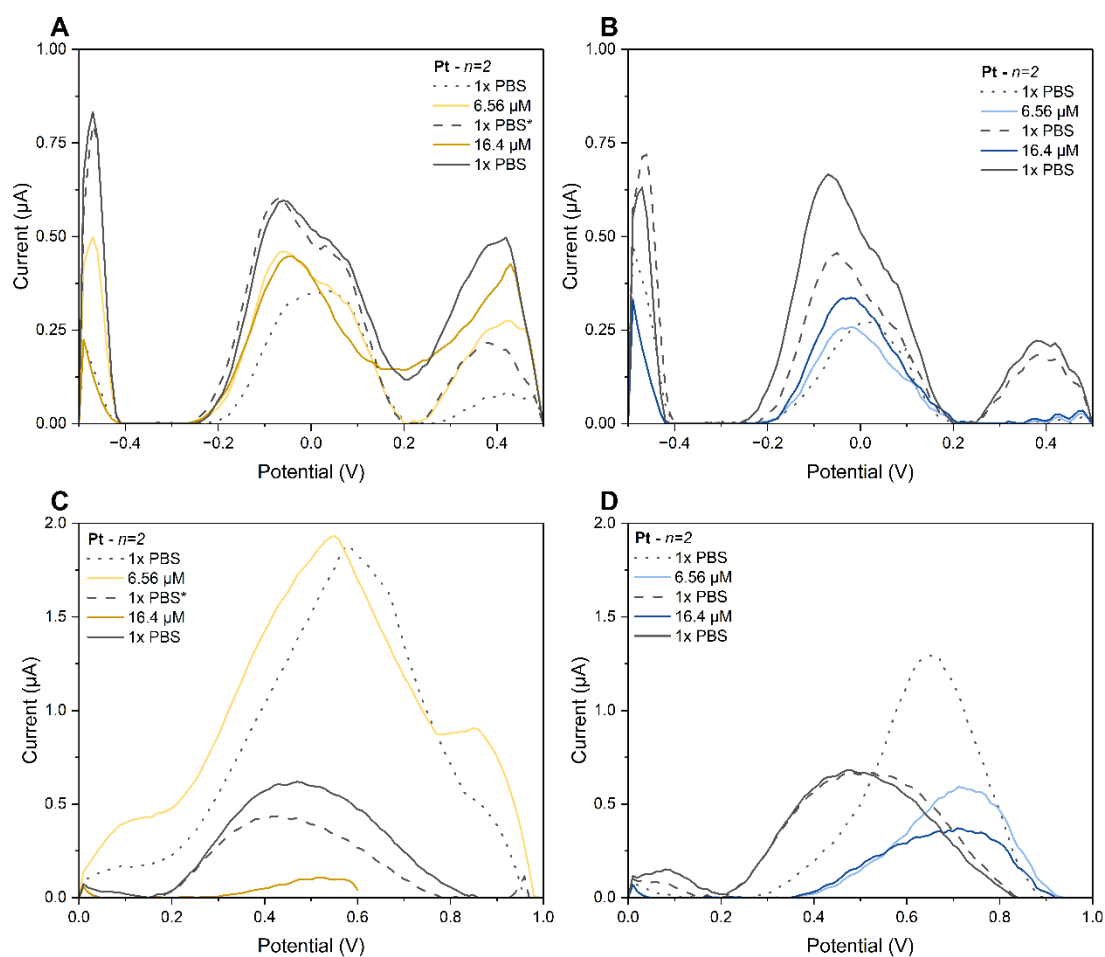 A
1.00
0.75
0.50
0.25
0.00
Current (µA)
Pt - n=2
1x PBS
6.56 µM
1x PBS*
16.4 µM
1x PBS
−0.4
−0.2
0.0
0.2
0.4
Potential (V)
B
1.00
0.75
0.50
0.25
0.00
Current (µA)
Pt - n=2
1x PBS
6.56 µM
1x PBS
16.4 µM
1x PBS
−0.4
−0.2
0.0
0.2
0.4
Potential (V)
C
2.0
1.5
1.0
0.5
0.0
Current (µA)
Pt - n=2
1x PBS
6.56 µM
1x PBS*
16.4 µM
1x PBS
0.0
0.2
0.4
0.6
0.8
1.0
Potential (V)
D
2.0
1.5
1.0
0.5
0.0
Current (µA)
Pt - n=2
1x PBS
6.56 µM
1x PBS
16.4 µM
1x PBS
0.0
0.2
0.4
0.6
0.8
1.0
Potential (V)